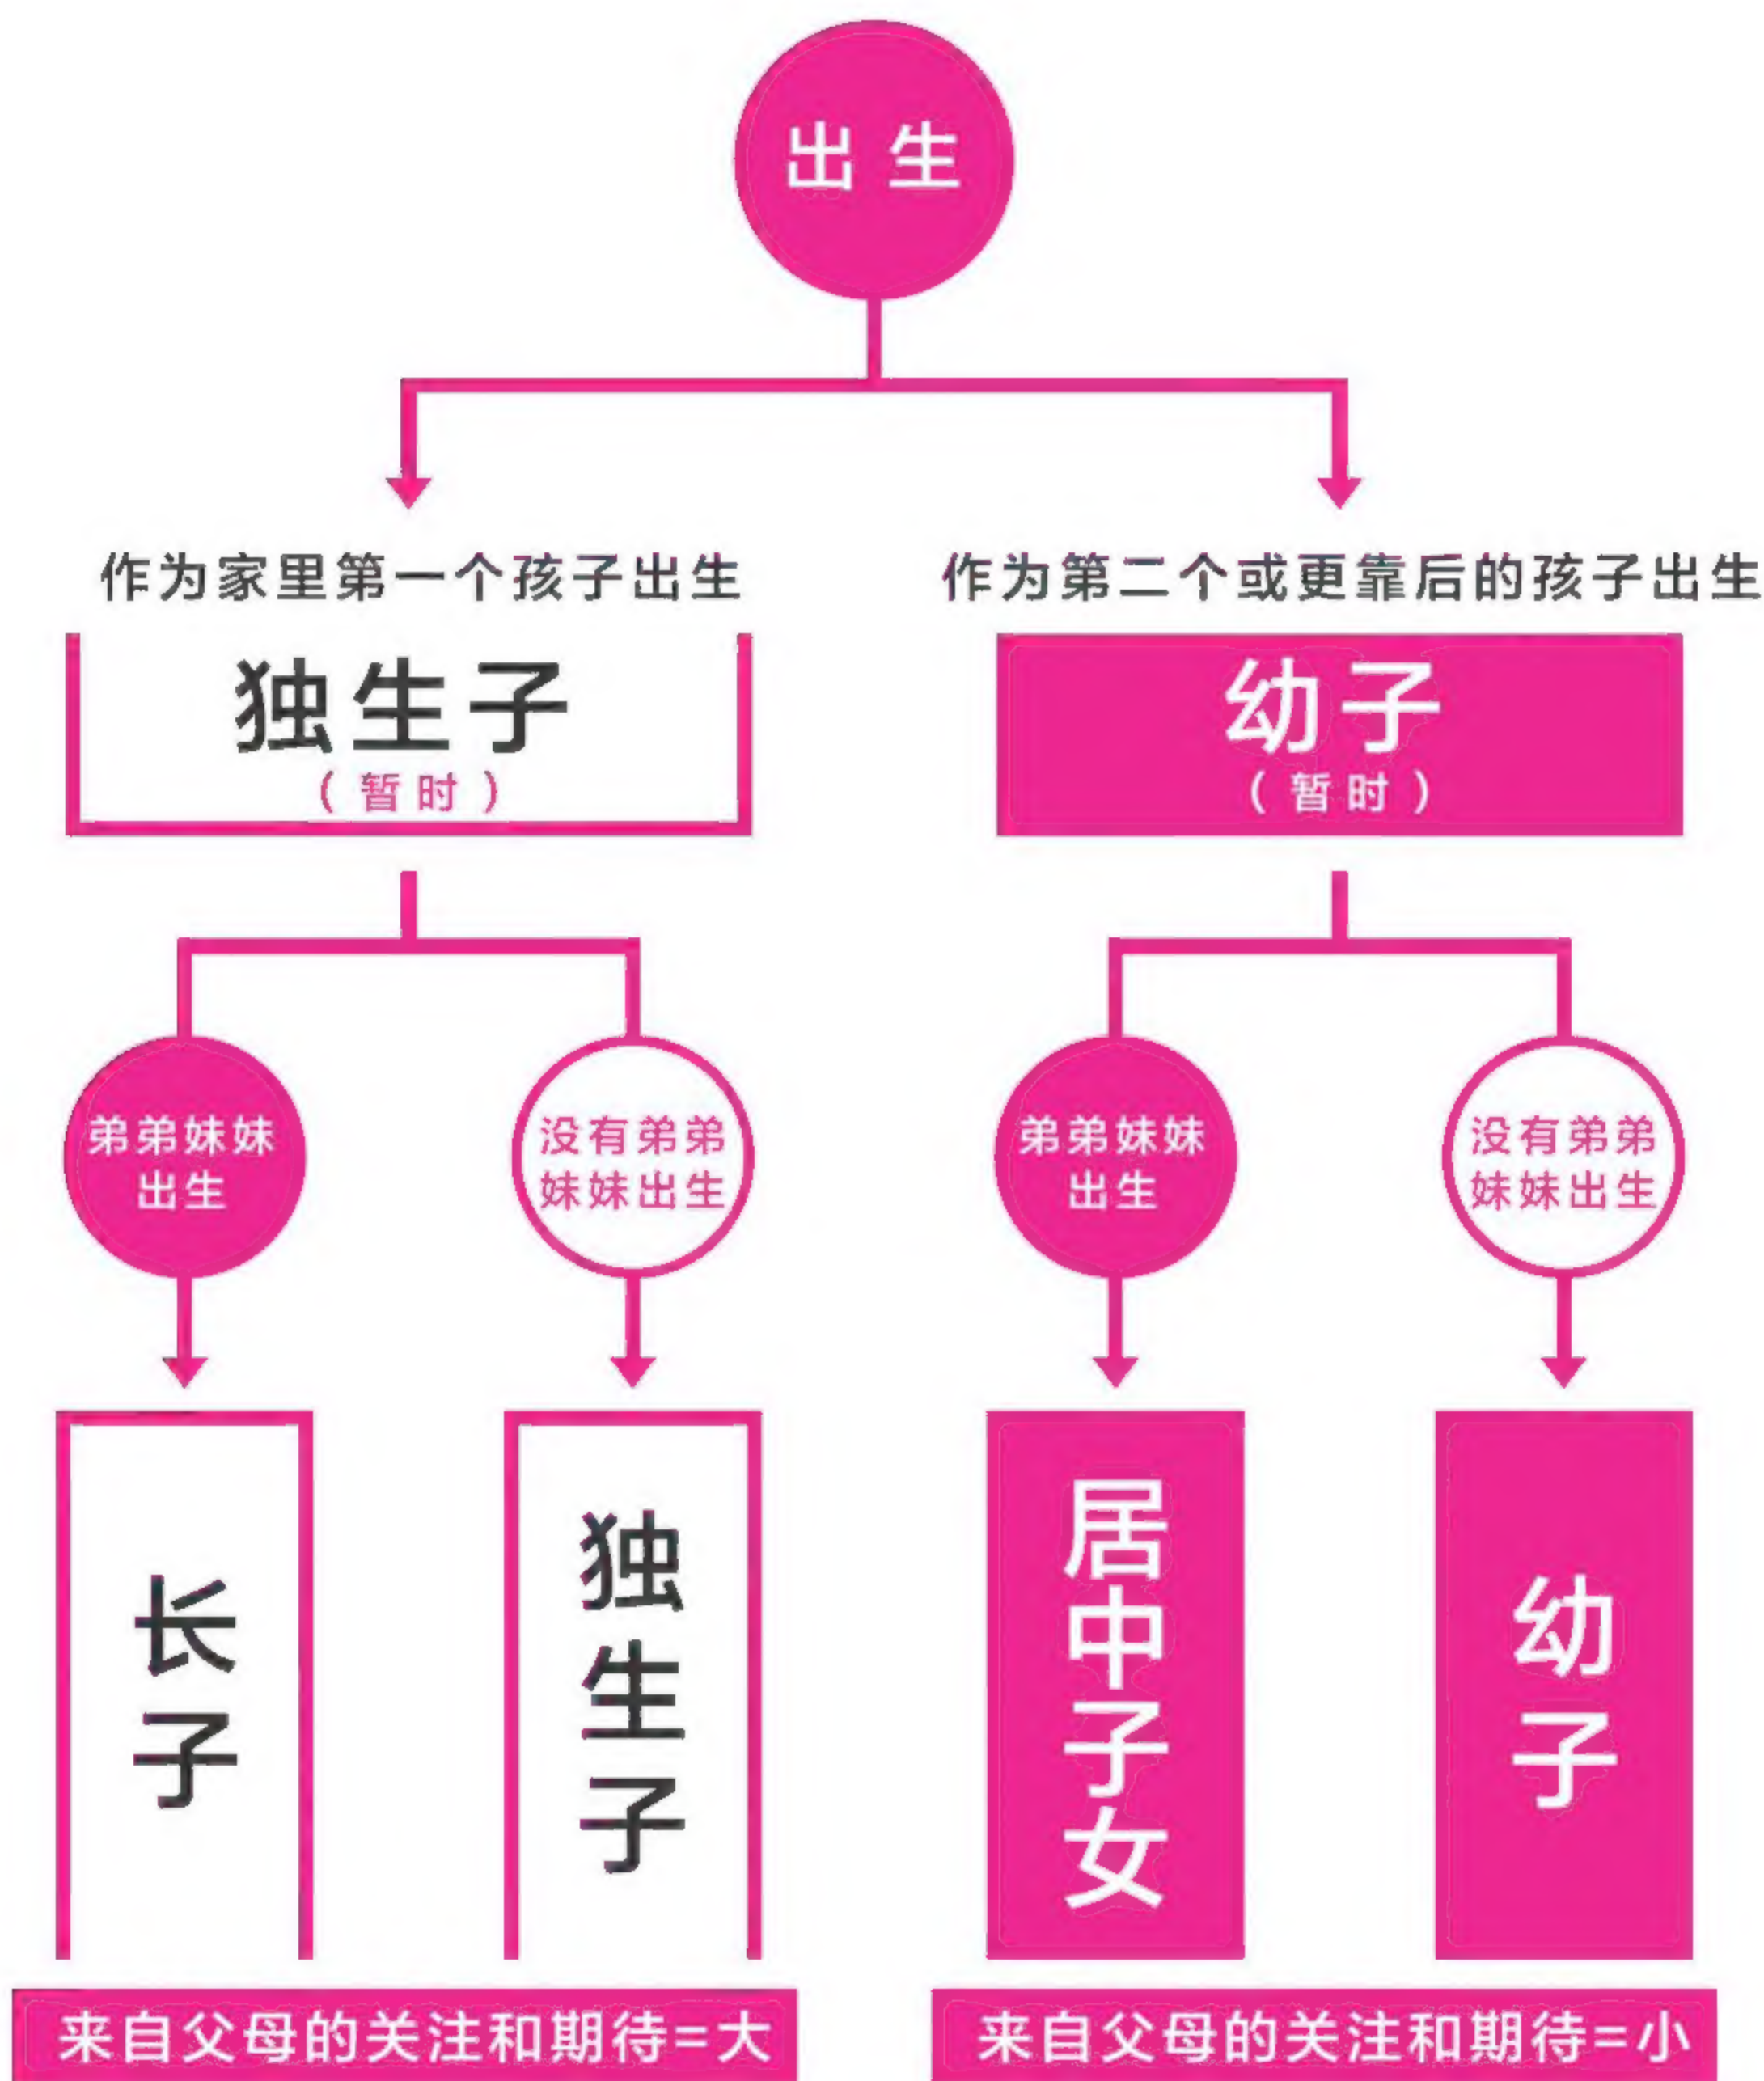 出生
作为家里第一个孩子出生
作为第二个或更靠后的孩子出生
独生子
（暂时）
幼子
（暂时）
弟弟妹妹
出生
没有弟弟
妹妹出生
弟弟妹妹
出生
没有弟弟
妹妹出生
长子
独生子
居中子女
幼子
来自父母的关注和期待=大
来自父母的关注和期待=小